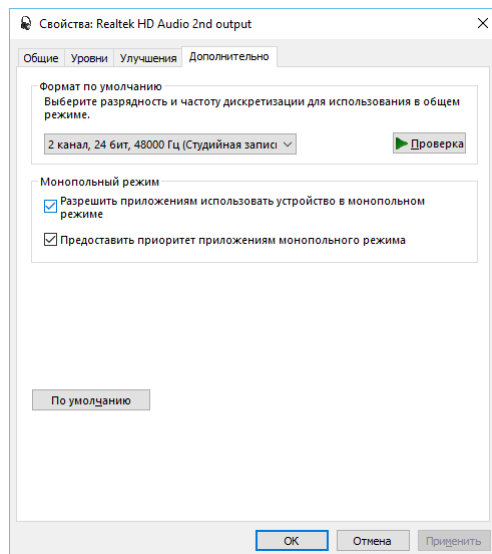 Свойства: Realtek HD Audio 2nd output
Общие Уровни Улучшения Дополнительно
Формат по умолчанию
Выберите разрядность и частоту дискретизации для использования в общем
режиме.
2 канал, 24 бит, 48000 Гц (Студийная запис
Проверка
Монопольный режим
Разрешить приложениям использовать устройство в монопольном
режиме
Предоставить приоритет приложениям монопольного режима
По умолчанию
ОК Отмена Применить